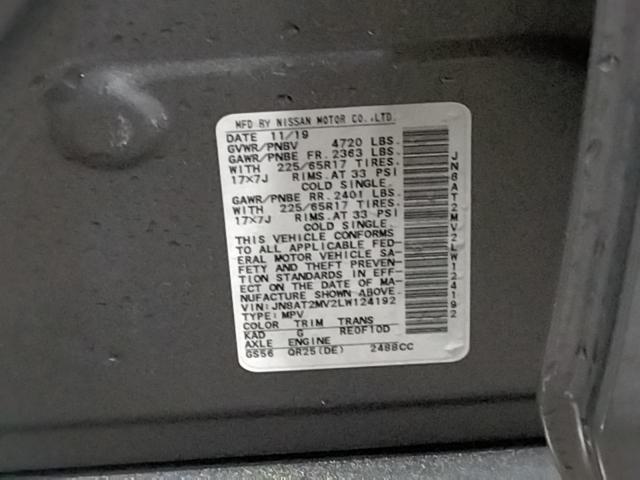 MFD BY NISSAN MOTOR CO.,LTD.
DATE 11/19
GVWR/PNBV 4720 LBS.
GAWR/PNBE FR. 2363 LBS.
WITH 225/65R17 TIRES.
17X7J RIMS.AT 33 PSI
COLD SINGLE.
GAWR/PNBE RR. 2401 LBS.
WITH 225/65R17 TIRES.
17X7J RIMS.AT 33 PSI
COLD SINGLE.
THIS VEHICLE CONFORMS
TO ALL APPLICABLE FED-
ERAL MOTOR VEHICLE SA-
FETY AND THEFT PREVEN-
TION STANDARDS IN EFF-
ECT ON THE DATE OF MA-
NUFACTURE SHOWN ABOVE.
VIN:JN8AT2MV2LW124192
TYPE:MPV
COLOR TRIM TRANS
KAD G RE0F10D
AXLE ENGINE
GS56 QR25(DE) 2488CC
JN8AT2MV2LW124192